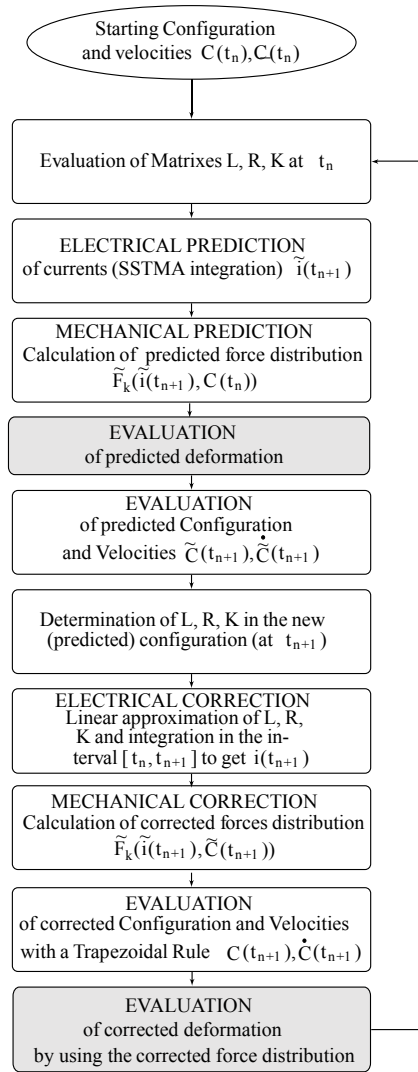 Starting Configuration
and velocities C(tₙ),C(tₙ)
Evaluation of Matrixes L, R, K at tₙ
ELECTRICAL PREDICTION
of currents (SSTMA integration) ĩ(tₙ₊₁)
MECHANICAL PREDICTION
Calculation of predicted force distribution
F̃ₖ(ĩ(tₙ₊₁),C(tₙ))
EVALUATION
of predicted deformation
EVALUATION
of predicted Configuration
and Velocities C̃(tₙ₊₁),C̃̇(tₙ₊₁)
Determination of L, R, K in the new
(predicted) configuration (at tₙ₊₁)
ELECTRICAL CORRECTION
Linear approximation of L, R,
K and integration in the in-
terval [tₙ,tₙ₊₁] to get i(tₙ₊₁)
MECHANICAL CORRECTION
Calculation of corrected forces distribution
F̃ₖ(ĩ(tₙ₊₁),C̃(tₙ₊₁))
EVALUATION
of corrected Configuration and Velocities
with a Trapezoidal Rule C(tₙ₊₁),Ċ(tₙ₊₁)
EVALUATION
of corrected deformation
by using the corrected force distribution